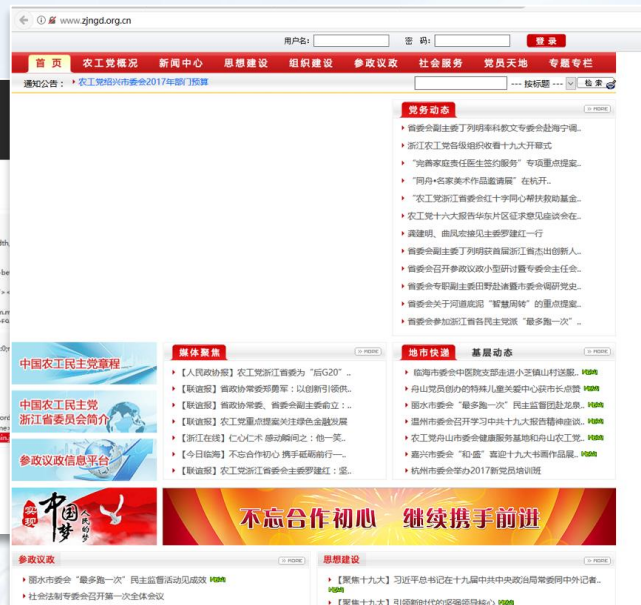 www.zjngd.org.cn
用户名: 密 码: 登 录
首 页 农工党概况 新闻中心 思想建设 组织建设 参政议政 社会服务 党员天地 专题专栏
通知公告: 农工党绍兴市委会2017年部门预算 --- 按标题 --- 检 索
党务动态 MORE
省委会副主委丁列明率科教文专委会赴海宁调..
浙江农工党各级组织收看十九大开幕式
“完善家庭责任医生签约服务”专项重点提案..
“同舟•名家美术作品邀请展”在杭开..
“农工党浙江省委会红十字同心帮扶救助基金..
农工党十六大报告华东片区征求意见座谈会在..
龚建明、曲凤宏接见主委罗建红一行
省委会副主委丁列明获首届浙江省杰出创新人..
省委会召开参政议政小型研讨暨专委会主任会..
省委会专职副主委田野赴诸暨市委会调研党史..
省委会关于河道底泥“智慧周转”的重点提案..
省委会参加浙江省各民主党派“最多跑一次”..
中国农工民主党章程
中国农工民主党
浙江省委员会简介
参政议政信息平台
媒体聚焦 MORE
【人民政协报】农工党浙江省委为“后G20”..
【联谊报】省政协常委郑勇军:以创新引领供..
【联谊报】省政协常委、省委会副主委俞立:..
【联谊报】农工党重点提案关注绿色金融发展
【浙江在线】仁心仁术 感动瞬间之:他一笑..
【今日临海】不忘合作初心 携手砥砺前行—..
【联谊报】农工党浙江省委会主委罗建红:坚..
地市快递 基层动态 MORE
临海市委会中医院支部走进小芝镇山村送服..
舟山党员创办的特殊儿童关爱中心获市长点赞
丽水市委会“最多跑一次”民主监督团赴龙泉..
温州市委会召开学习中共十九大报告精神座谈..
农工党舟山市委会健康服务基地和舟山农工党..
嘉兴市委会“和•盛”喜迎十九大书画作品展..
杭州市委会举办2017新党员培训班
实现中国梦 人民的梦
不忘合作初心 继续携手前进
参政议政 MORE
丽水市委会“最多跑一次”民主监督活动见成效
社会法制专委会召开第一次全体会议
思想建设 MORE
【聚焦十九大】习近平总书记在十九届中共中央政治局常委同中外记者..
【聚焦十九大】引领新时代的坚强领导核心